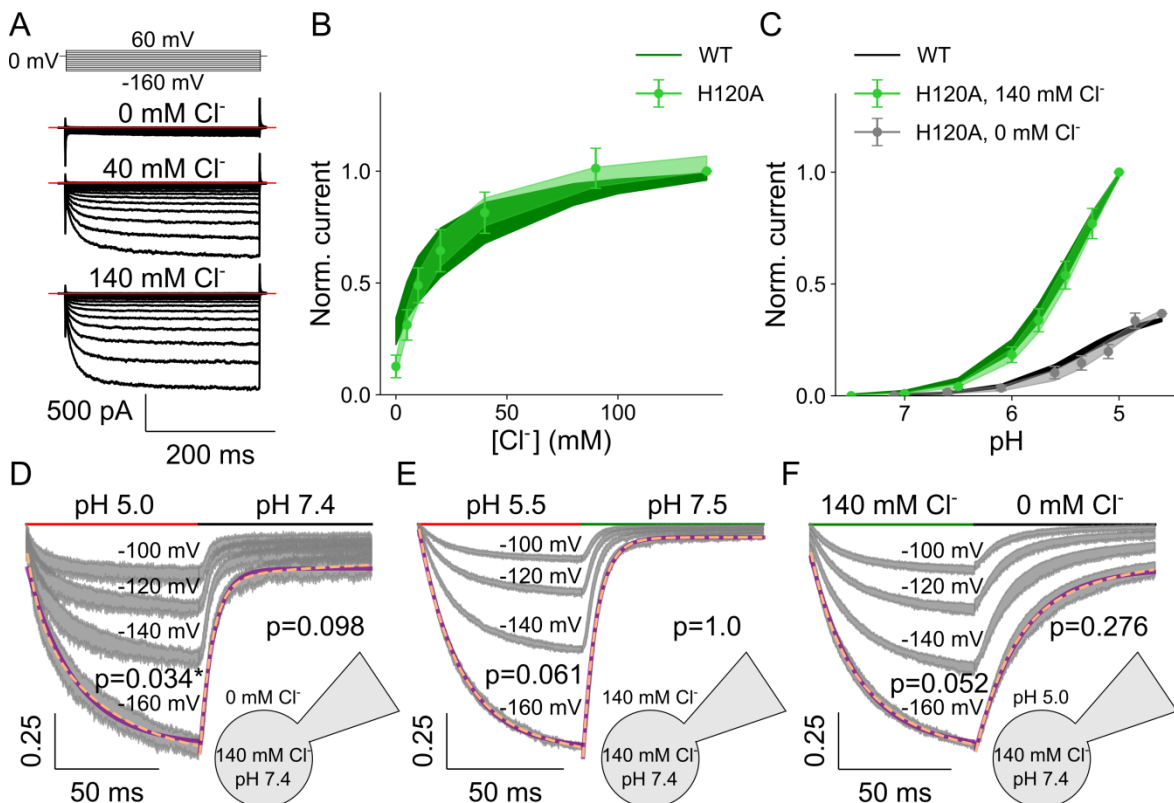 A
60 mV
0 mV
-160 mV
0 mM Cl⁻
40 mM Cl⁻
140 mM Cl⁻
500 pA
200 ms
B
WT
H120A
Norm. current
1.0
0.5
0.0
0
50
100
[Cl⁻] (mM)
C
WT
H120A, 140 mM Cl⁻
H120A, 0 mM Cl⁻
Norm. current
1.0
0.5
0.0
7
6
5
pH
D
pH 5.0
pH 7.4
-100 mV
-120 mV
-140 mV
p=0.098
p=0.034*
-160 mV
0 mM Cl⁻
140 mM Cl⁻
pH 7.4
0.25
50 ms
E
pH 5.5
pH 7.5
-100 mV
-120 mV
-140 mV
p=1.0
p=0.061
-160 mV
140 mM Cl⁻
140 mM Cl⁻
pH 7.4
0.25
50 ms
F
140 mM Cl⁻
0 mM Cl⁻
-100 mV
-120 mV
-140 mV
p=0.276
p=0.052
-160 mV
pH 5.0
140 mM Cl⁻
pH 7.4
0.25
50 ms